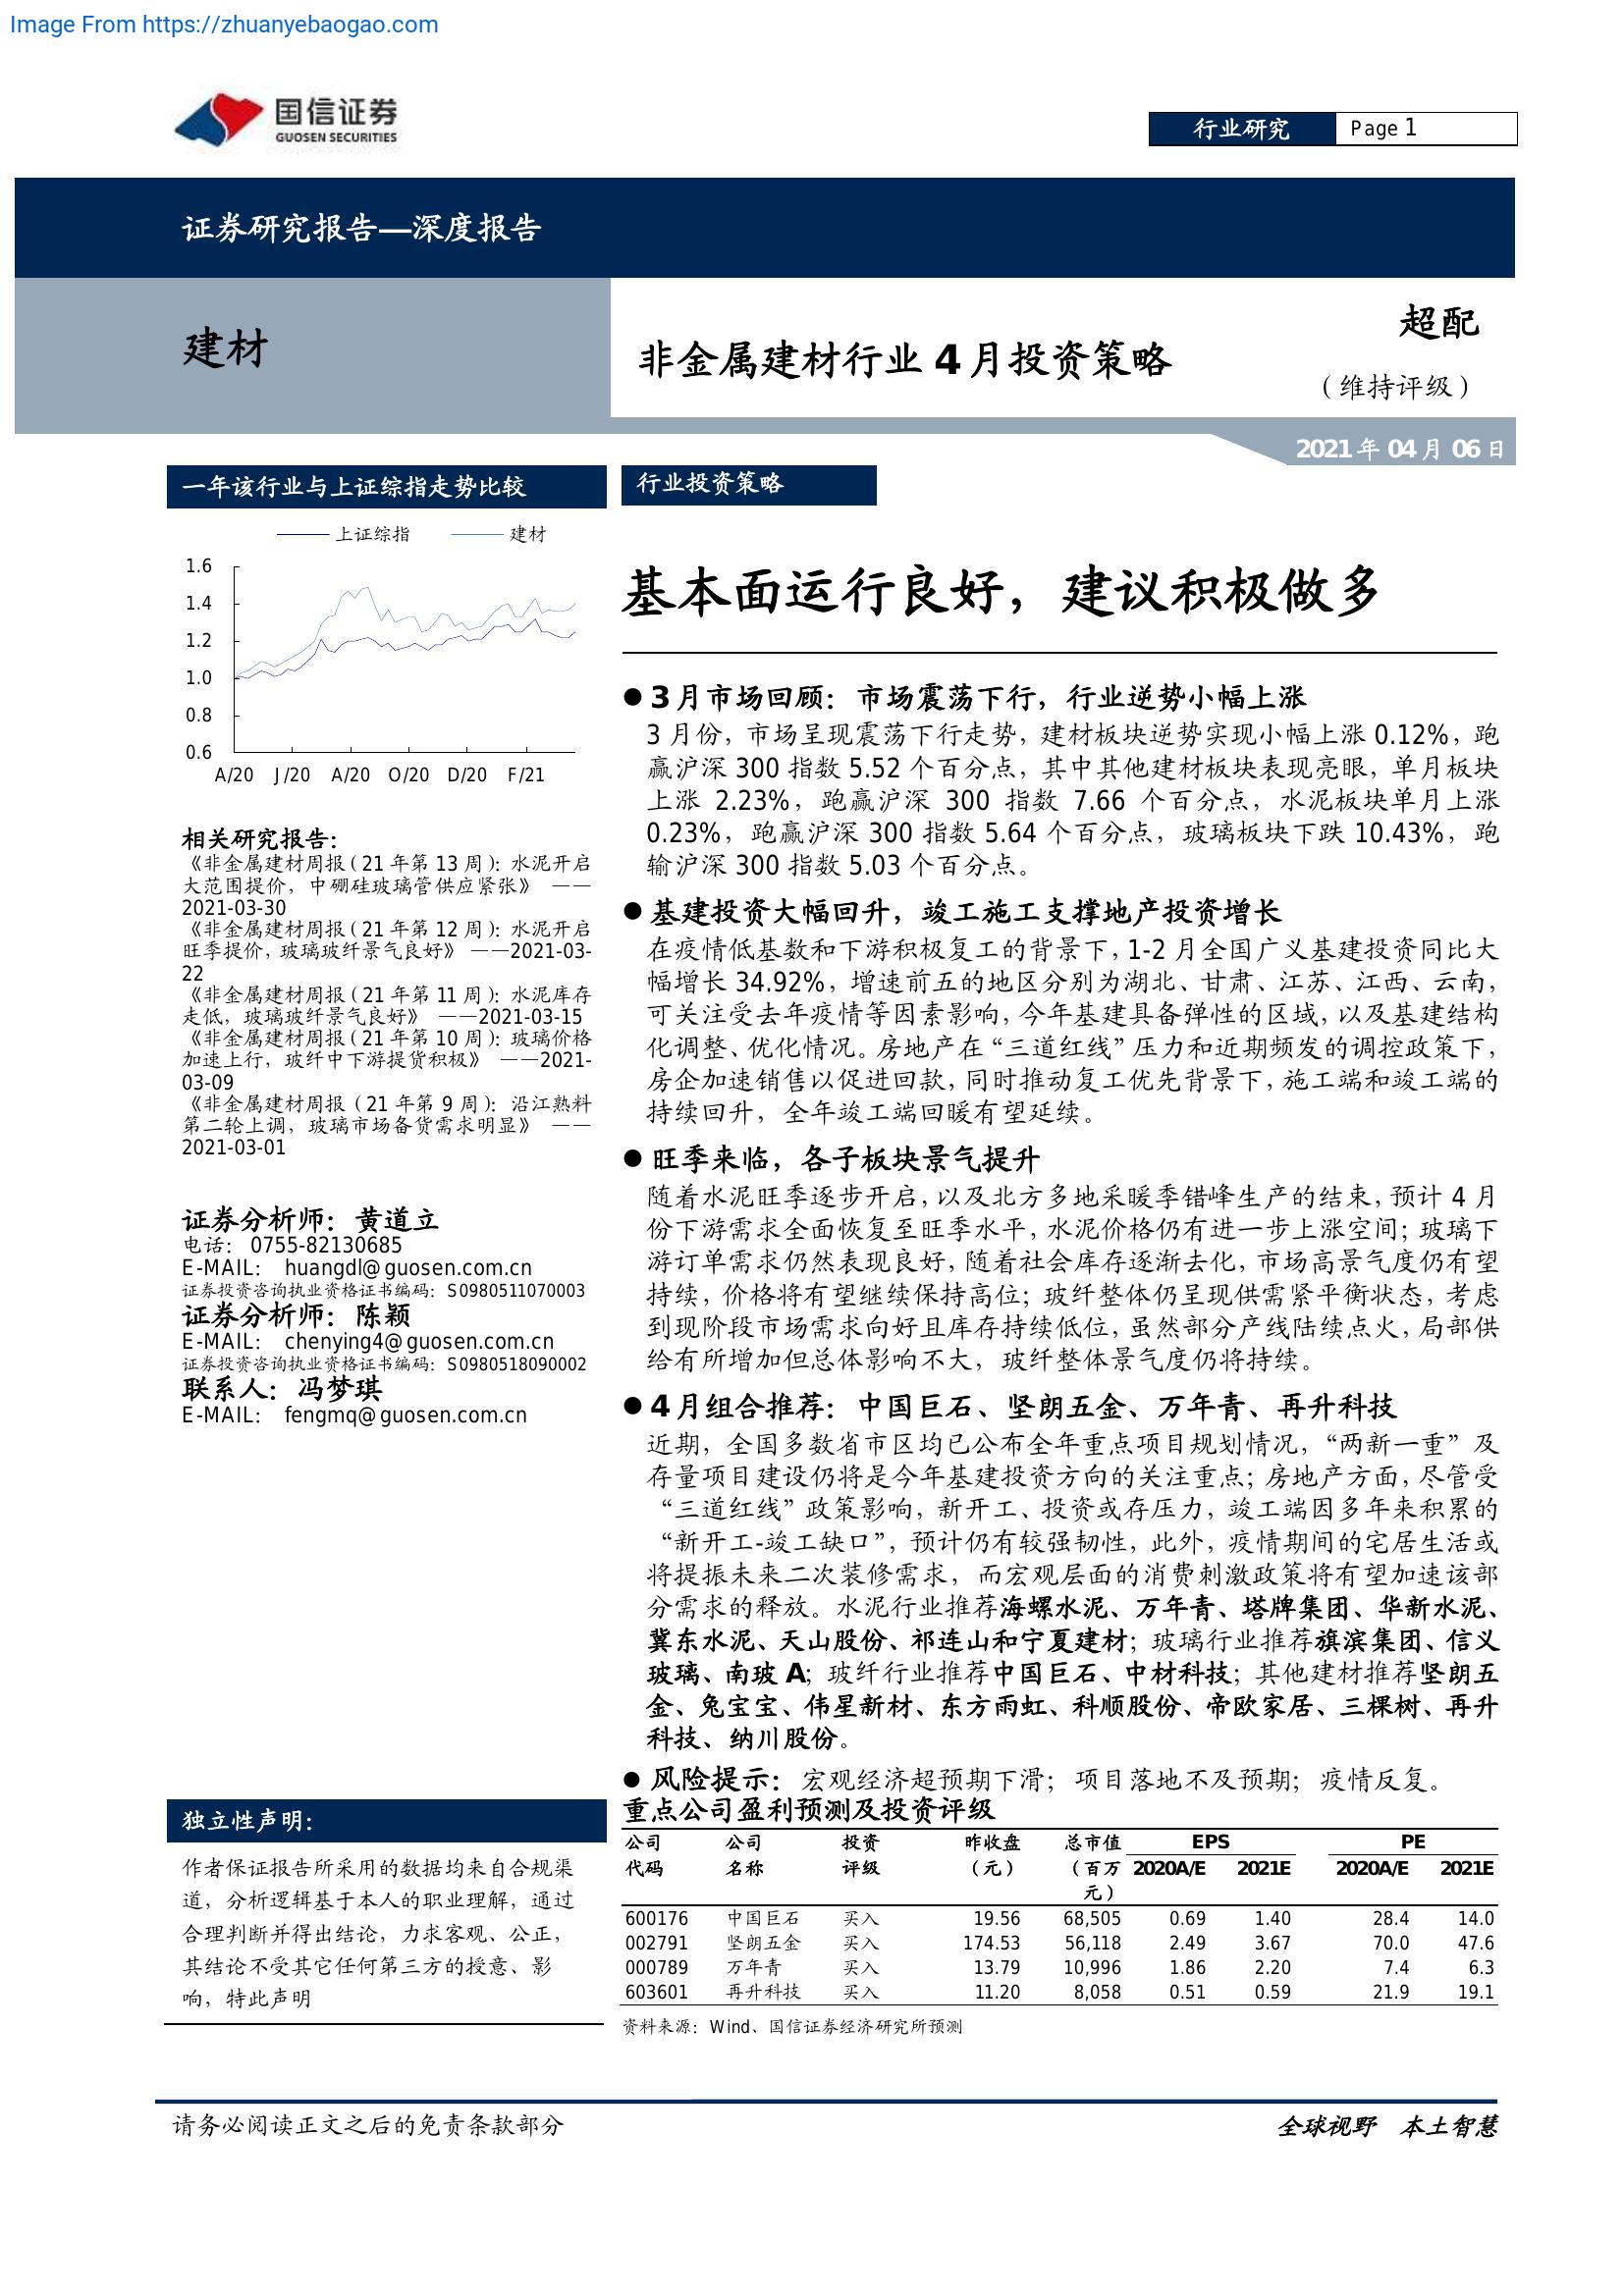 Image From https://zhuanyebaogao.com
国信证券
GUOSEN SECURITIES
行业研究
Page 1
证券研究报告—深度报告
建材
非金属建材行业 4 月投资策略
超配
（维持评级）
2021 年 04 月 06 日
一年该行业与上证综指走势比较
上证综指
建材
1.6
1.4
1.2
1.0
0.8
0.6
A/20 J/20 A/20 O/20 D/20 F/21
相关研究报告：
《非金属建材周报（21 年第 13 周）：水泥开启
大范围提价，中硼硅玻璃管供应紧张》 ——
2021-03-30
《非金属建材周报（21 年第 12 周）：水泥开启
旺季提价，玻璃玻纤景气良好》 ——2021-03-
22
《非金属建材周报（21 年第 11 周）：水泥库存
走低，玻璃玻纤景气良好》 ——2021-03-15
《非金属建材周报（21 年第 10 周）：玻璃价格
加速上行，玻纤中下游提货积极》 ——2021-
03-09
《非金属建材周报（21 年第 9 周）：沿江熟料
第二轮上调，玻璃市场备货需求明显》 ——
2021-03-01
证券分析师：黄道立
电话： 0755-82130685
E-MAIL： huangdl@guosen.com.cn
证券投资咨询执业资格证书编码：S0980511070003
证券分析师：陈颖
E-MAIL： chenying4@guosen.com.cn
证券投资咨询执业资格证书编码：S0980518090002
联系人：冯梦琪
E-MAIL： fengmq@guosen.com.cn
独立性声明：
作者保证报告所采用的数据均来自合规渠
道，分析逻辑基于本人的职业理解，通过
合理判断并得出结论，力求客观、公正，
其结论不受其它任何第三方的授意、影
响，特此声明
行业投资策略
基本面运行良好，建议积极做多
● 3 月市场回顾：市场震荡下行，行业逆势小幅上涨
3 月份，市场呈现震荡下行走势，建材板块逆势实现小幅上涨 0.12%，跑
赢沪深 300 指数 5.52 个百分点，其中其他建材板块表现亮眼，单月板块
上涨 2.23%，跑赢沪深 300 指数 7.66 个百分点，水泥板块单月上涨
0.23%，跑赢沪深 300 指数 5.64 个百分点，玻璃板块下跌 10.43%，跑
输沪深 300 指数 5.03 个百分点。
● 基建投资大幅回升，竣工施工支撑地产投资增长
在疫情低基数和下游积极复工的背景下，1-2 月全国广义基建投资同比大
幅增长 34.92%，增速前五的地区分别为湖北、甘肃、江苏、江西、云南，
可关注受去年疫情等因素影响，今年基建具备弹性的区域，以及基建结构
化调整、优化情况。房地产在“三道红线”压力和近期频发的调控政策下，
房企加速销售以促进回款，同时推动复工优先背景下，施工端和竣工端的
持续回升，全年竣工端回暖有望延续。
● 旺季来临，各子板块景气提升
随着水泥旺季逐步开启，以及北方多地采暖季错峰生产的结束，预计 4 月
份下游需求全面恢复至旺季水平，水泥价格仍有进一步上涨空间；玻璃下
游订单需求仍然表现良好，随着社会库存逐渐去化，市场高景气度仍有望
持续，价格将有望继续保持高位；玻纤整体仍呈现供需紧平衡状态，考虑
到现阶段市场需求向好且库存持续低位，虽然部分产线陆续点火，局部供
给有所增加但总体影响不大，玻纤整体景气度仍将持续。
● 4 月组合推荐：中国巨石、坚朗五金、万年青、再升科技
近期，全国多数省市区均已公布全年重点项目规划情况，“两新一重”及
存量项目建设仍将是今年基建投资方向的关注重点；房地产方面，尽管受
“三道红线”政策影响，新开工、投资或存压力，竣工端因多年来积累的
“新开工-竣工缺口”，预计仍有较强韧性，此外，疫情期间的宅居生活或
将提振未来二次装修需求，而宏观层面的消费刺激政策将有望加速该部
分需求的释放。水泥行业推荐海螺水泥、万年青、塔牌集团、华新水泥、
冀东水泥、天山股份、祁连山和宁夏建材；玻璃行业推荐旗滨集团、信义
玻璃、南玻 A；玻纤行业推荐中国巨石、中材科技；其他建材推荐坚朗五
金、兔宝宝、伟星新材、东方雨虹、科顺股份、帝欧家居、三棵树、再升
科技、纳川股份。
● 风险提示：宏观经济超预期下滑；项目落地不及预期；疫情反复。
重点公司盈利预测及投资评级
公司 公司 投资 昨收盘 总市值 EPS PE
代码 名称 评级 （元） （百万 2020A/E 2021E 2020A/E 2021E
元）
600176 中国巨石 买入 19.56 68,505 0.69 1.40 28.4 14.0
002791 坚朗五金 买入 174.53 56,118 2.49 3.67 70.0 47.6
000789 万年青 买入 13.79 10,996 1.86 2.20 7.4 6.3
603601 再升科技 买入 11.20 8,058 0.51 0.59 21.9 19.1
资料来源：Wind、国信证券经济研究所预测
请务必阅读正文之后的免责条款部分
全球视野 本土智慧